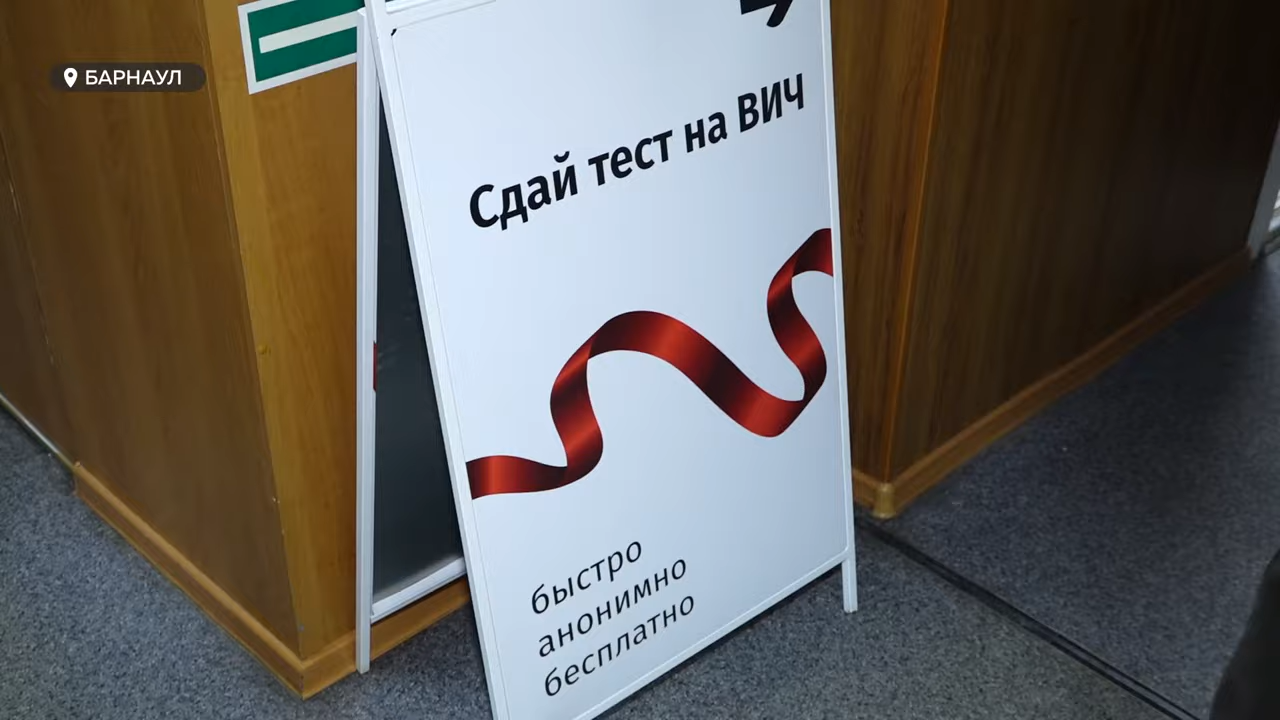 БАРНАУЛ
Сдай тест на ВИЧ
быстро
анонимно
бесплатно